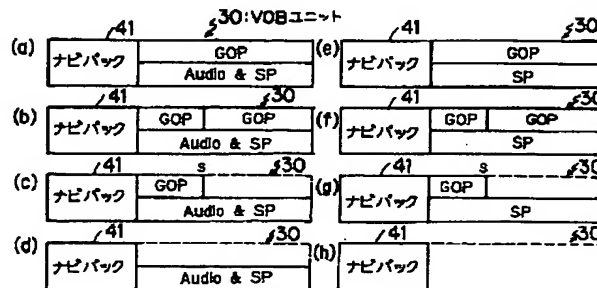 30:VOBユニット
(a) 41 ナビパック GOP Audio & SP
(e) 41 30 ナビパック GOP SP
(b) 41 30 ナビパック GOP GOP Audio & SP
(f) 41 30 ナビパック GOP GOP SP
(c) 41 s 30 ナビパック GOP Audio & SP
(g) 41 s 30 ナビパック GOP SP
(d) 41 30 ナビパック Audio & SP
(h) 41 30 ナビパック